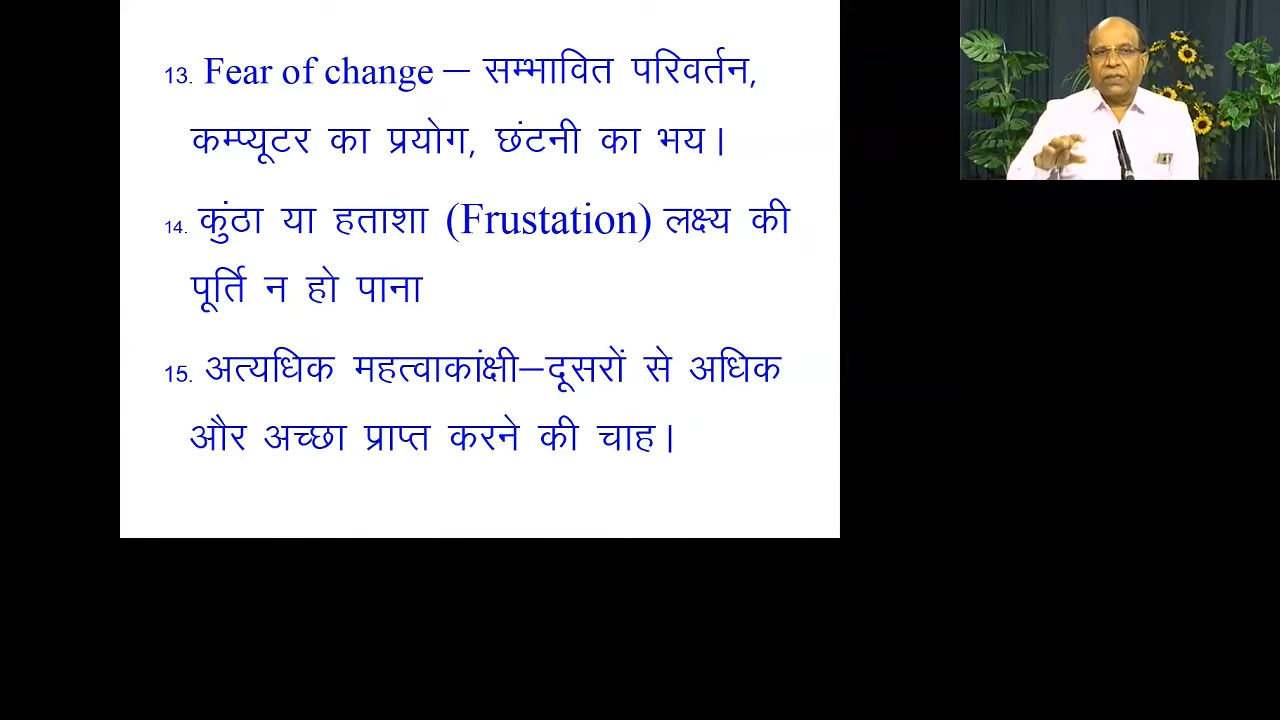 13. Fear of change – सम्भावित परिवर्तन,
कम्प्यूटर का प्रयोग, छंटनी का भय।
14. कुंठा या हताशा (Frustation) लक्ष्य की
पूर्ति न हो पाना
15. अत्यधिक महत्वाकांक्षी–दूसरों से अधिक
और अच्छा प्राप्त करने की चाह।